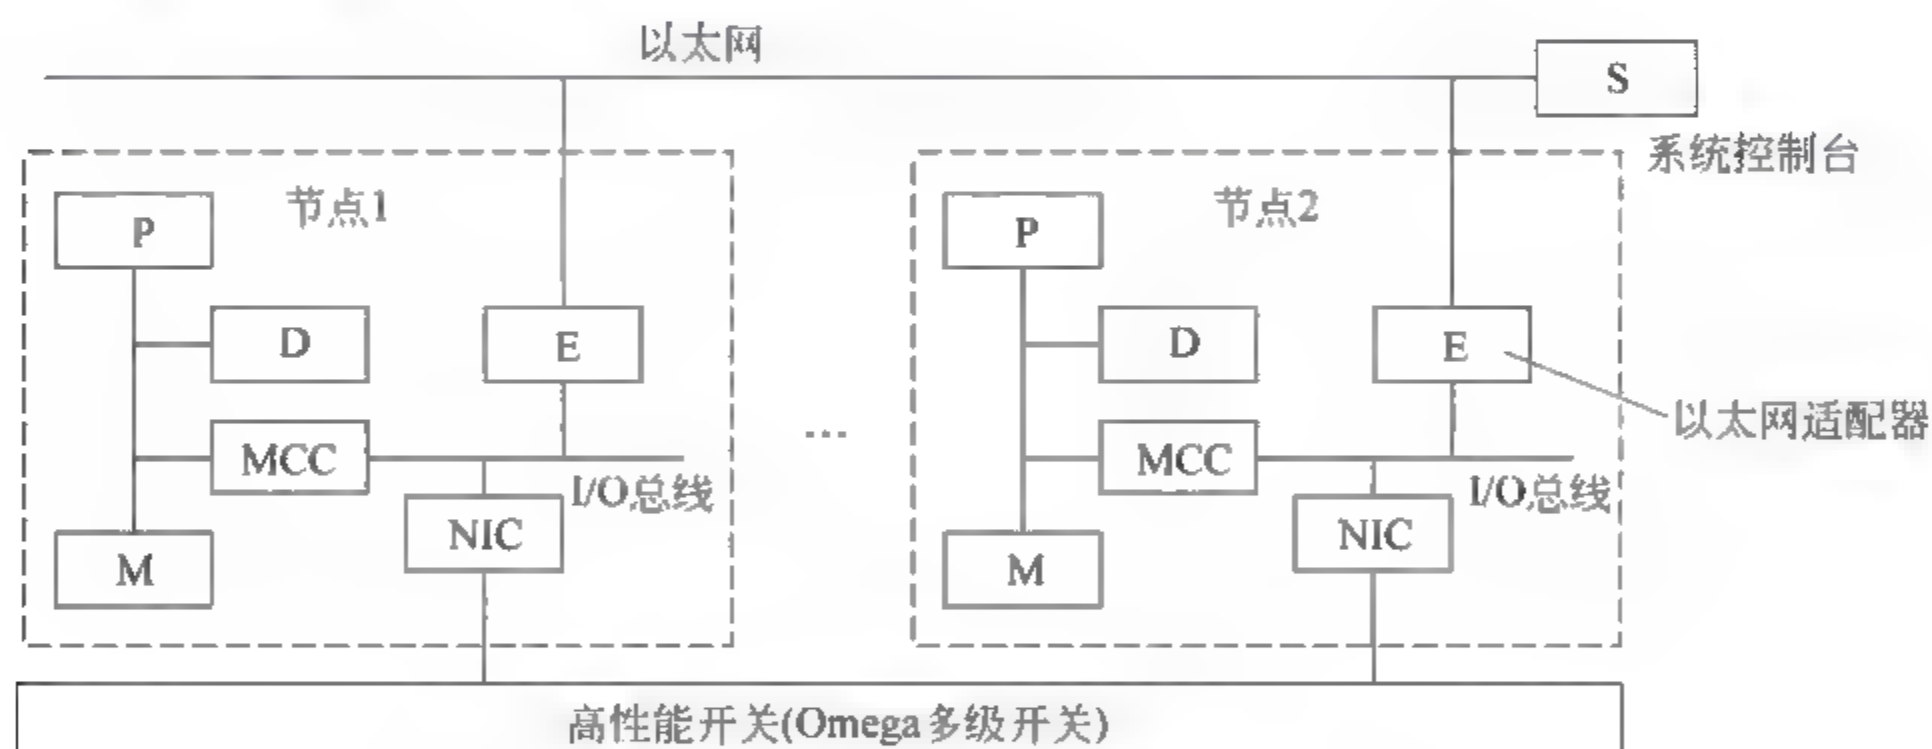 以太网
S
系统控制台
节点1
P
D
E
MCC
I/O总线
NIC
M
...
节点2
P
D
E
以太网适配器
MCC
I/O总线
NIC
M
高性能开关(Omega多级开关)